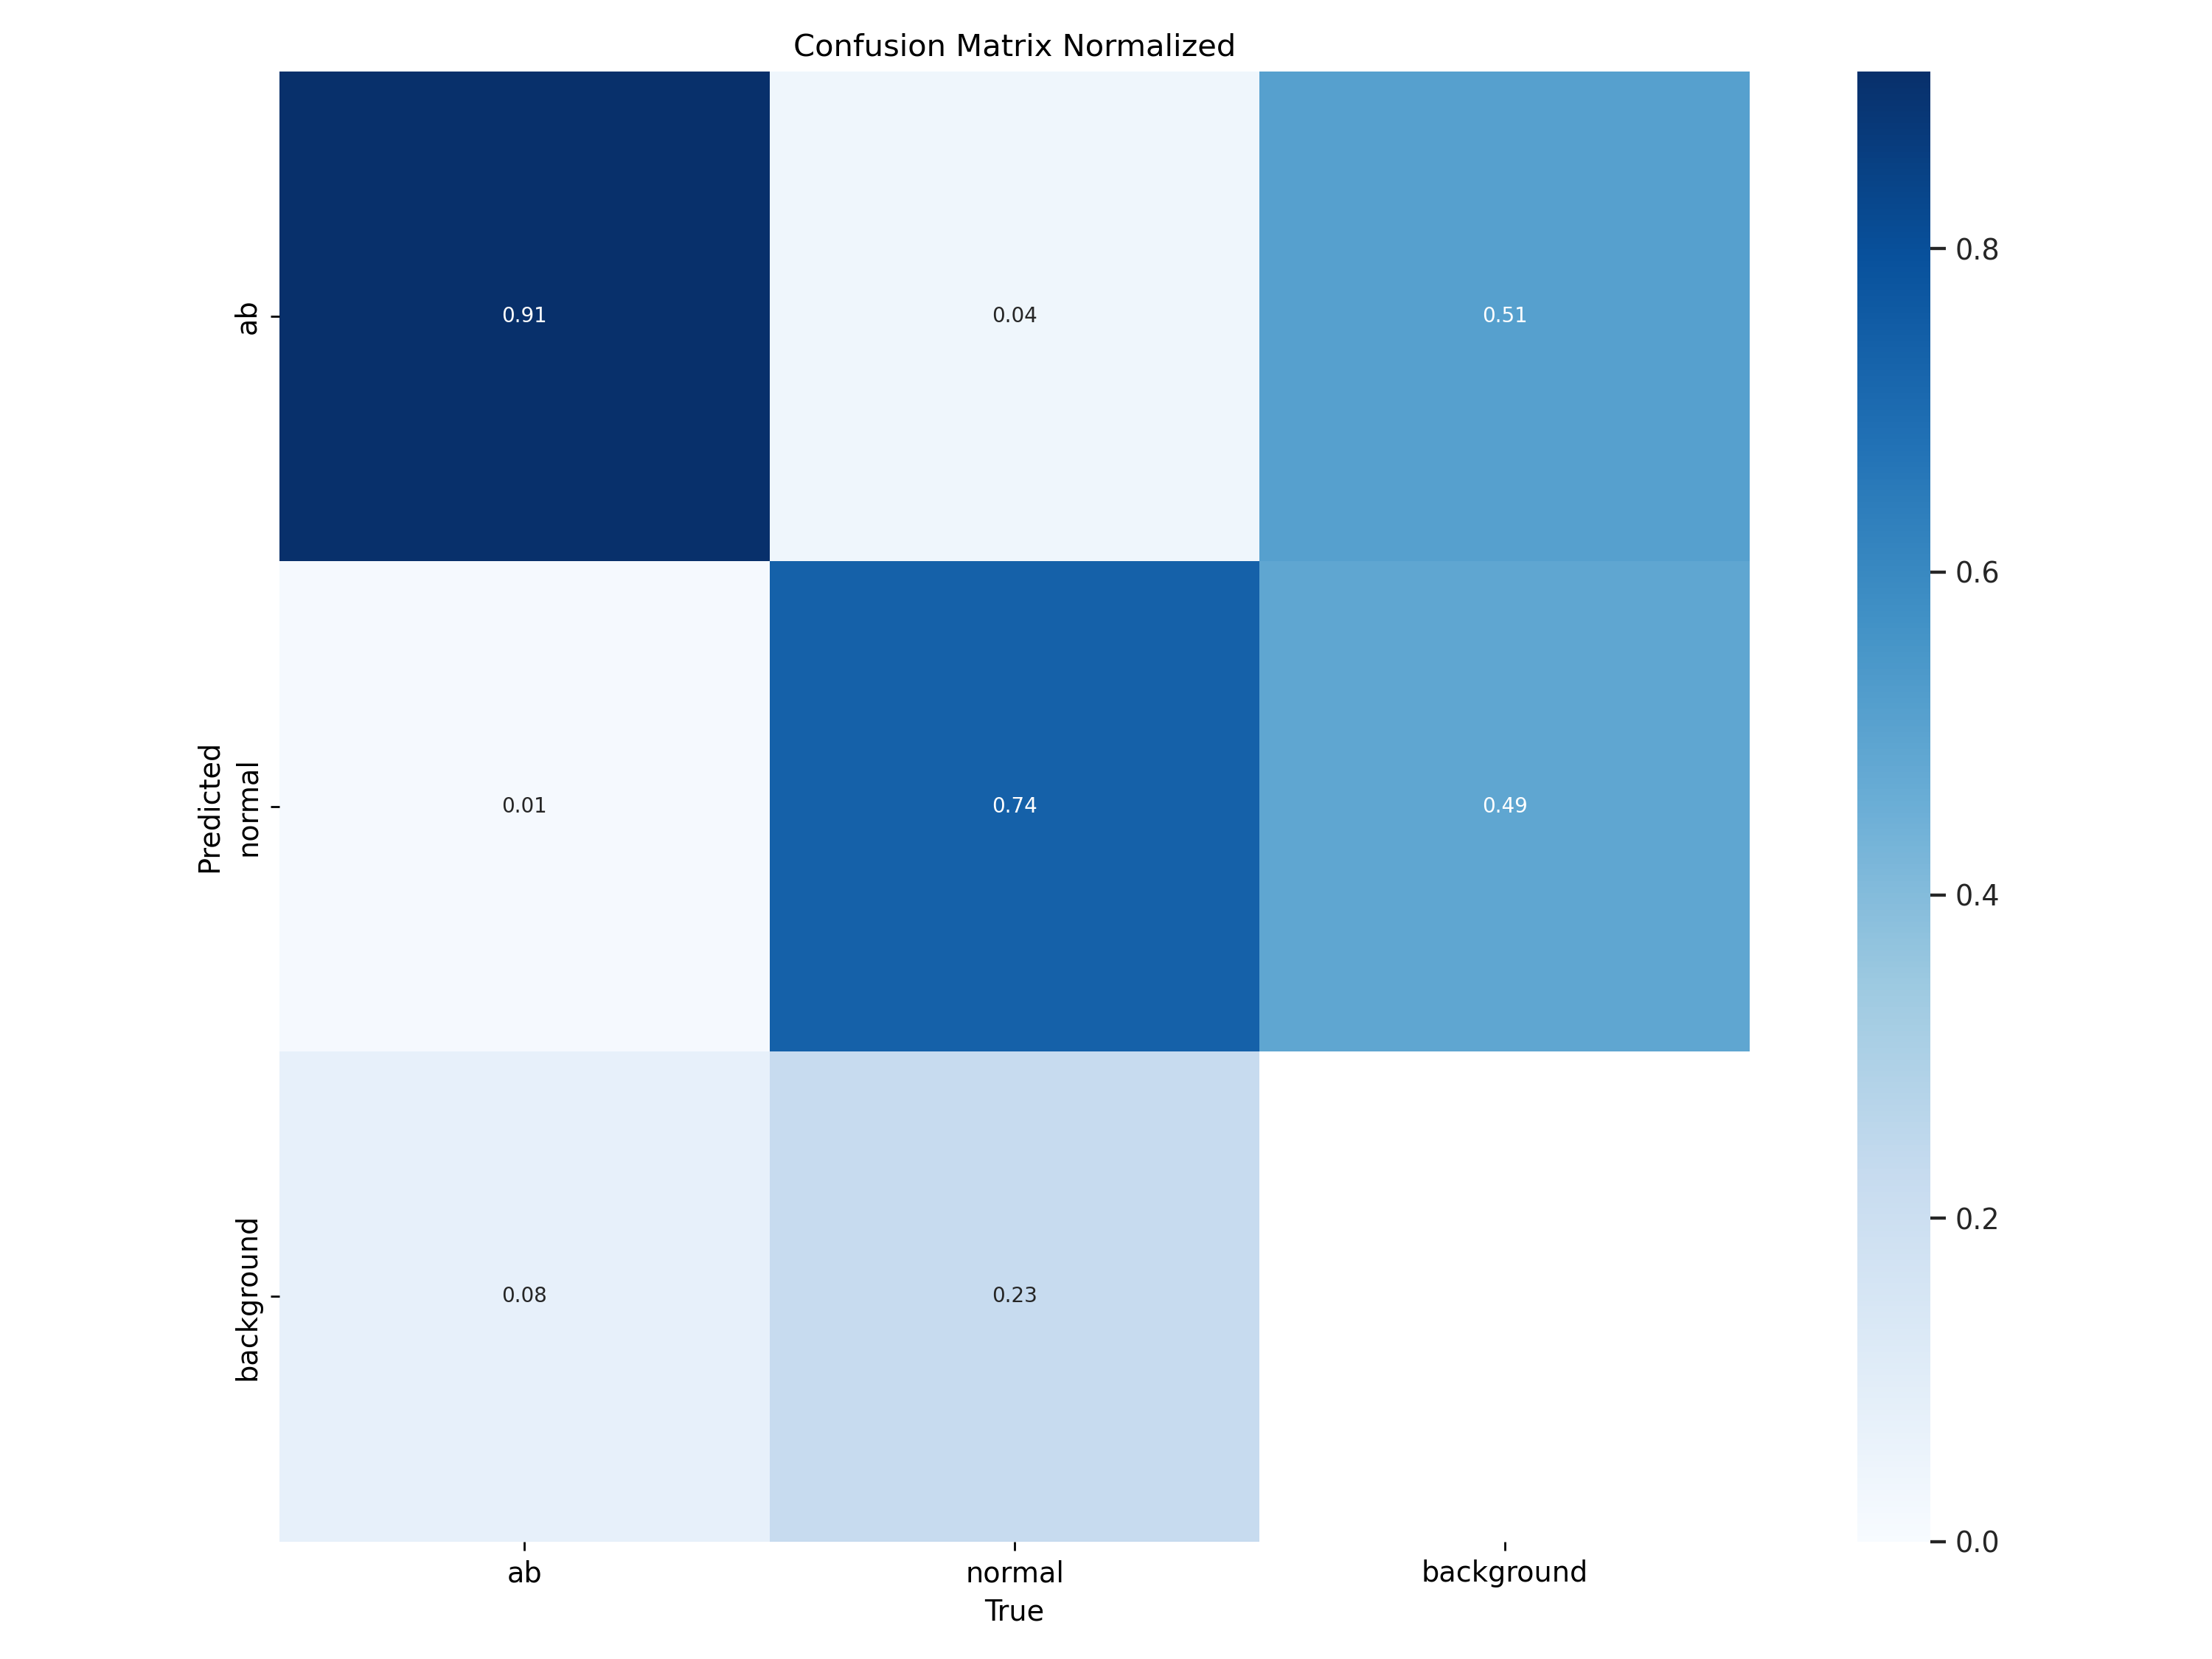 Confusion Matrix Normalized
ab
0.91
0.04
0.51
0.8
0.6
Predicted
normal
0.01
0.74
0.49
0.4
background
0.08
0.23
0.2
0.0
ab
normal
background
True